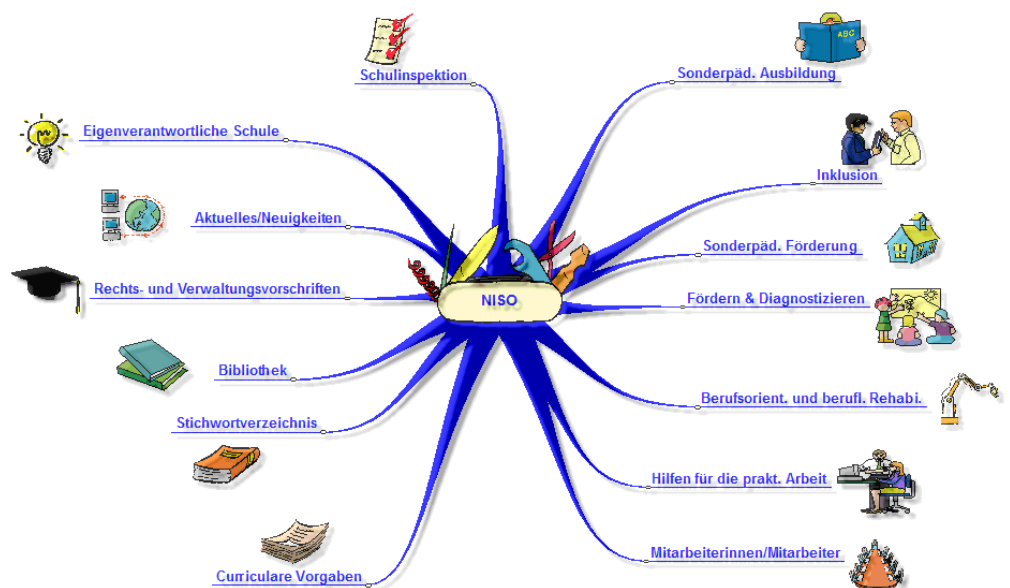 Schulinspektion
Sonderpäd. Ausbildung
ABC
Eigenverantwortliche Schule
Inklusion
Aktuelles/Neuigkeiten
Sonderpäd. Förderung
Rechts- und Verwaltungsvorschriften
NISO
Fördern & Diagnostizieren
Bibliothek
Berufsorient. und berufl. Rehabi.
Stichwortverzeichnis
Hilfen für die prakt. Arbeit
Mitarbeiterinnen/Mitarbeiter
Curriculare Vorgaben